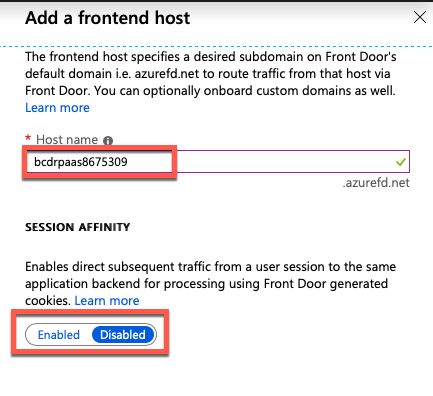 Add a frontend host
The frontend host specifies a desired subdomain on Front Door's
default domain i.e. azurefd.net to route traffic from that host via
Front Door. You can optionally onboard custom domains as well.
Learn more
* Host name
bcdrpaas8675309
.azurefd.net
SESSION AFFINITY
Enables direct subsequent traffic from a user session to the same
application backend for processing using Front Door generated
cookies. Learn more
Enabled Disabled